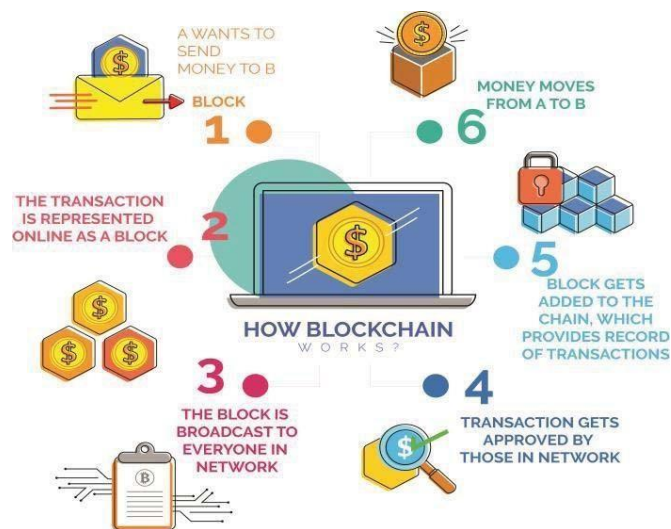 A WANTS TO
SEND
MONEY TO B
BLOCK
1
2
THE TRANSACTION
IS REPRESENTED
ONLINE AS A BLOCK
3
THE BLOCK IS
BROADCAST TO
EVERYONE IN
NETWORK
4
TRANSACTION GETS
APPROVED BY
THOSE IN NETWORK
5
BLOCK GETS
ADDED TO THE
CHAIN, WHICH
PROVIDES RECORD
OF TRANSACTIONS
6
MONEY MOVES
FROM A TO B
HOW BLOCKCHAIN
WORKS?